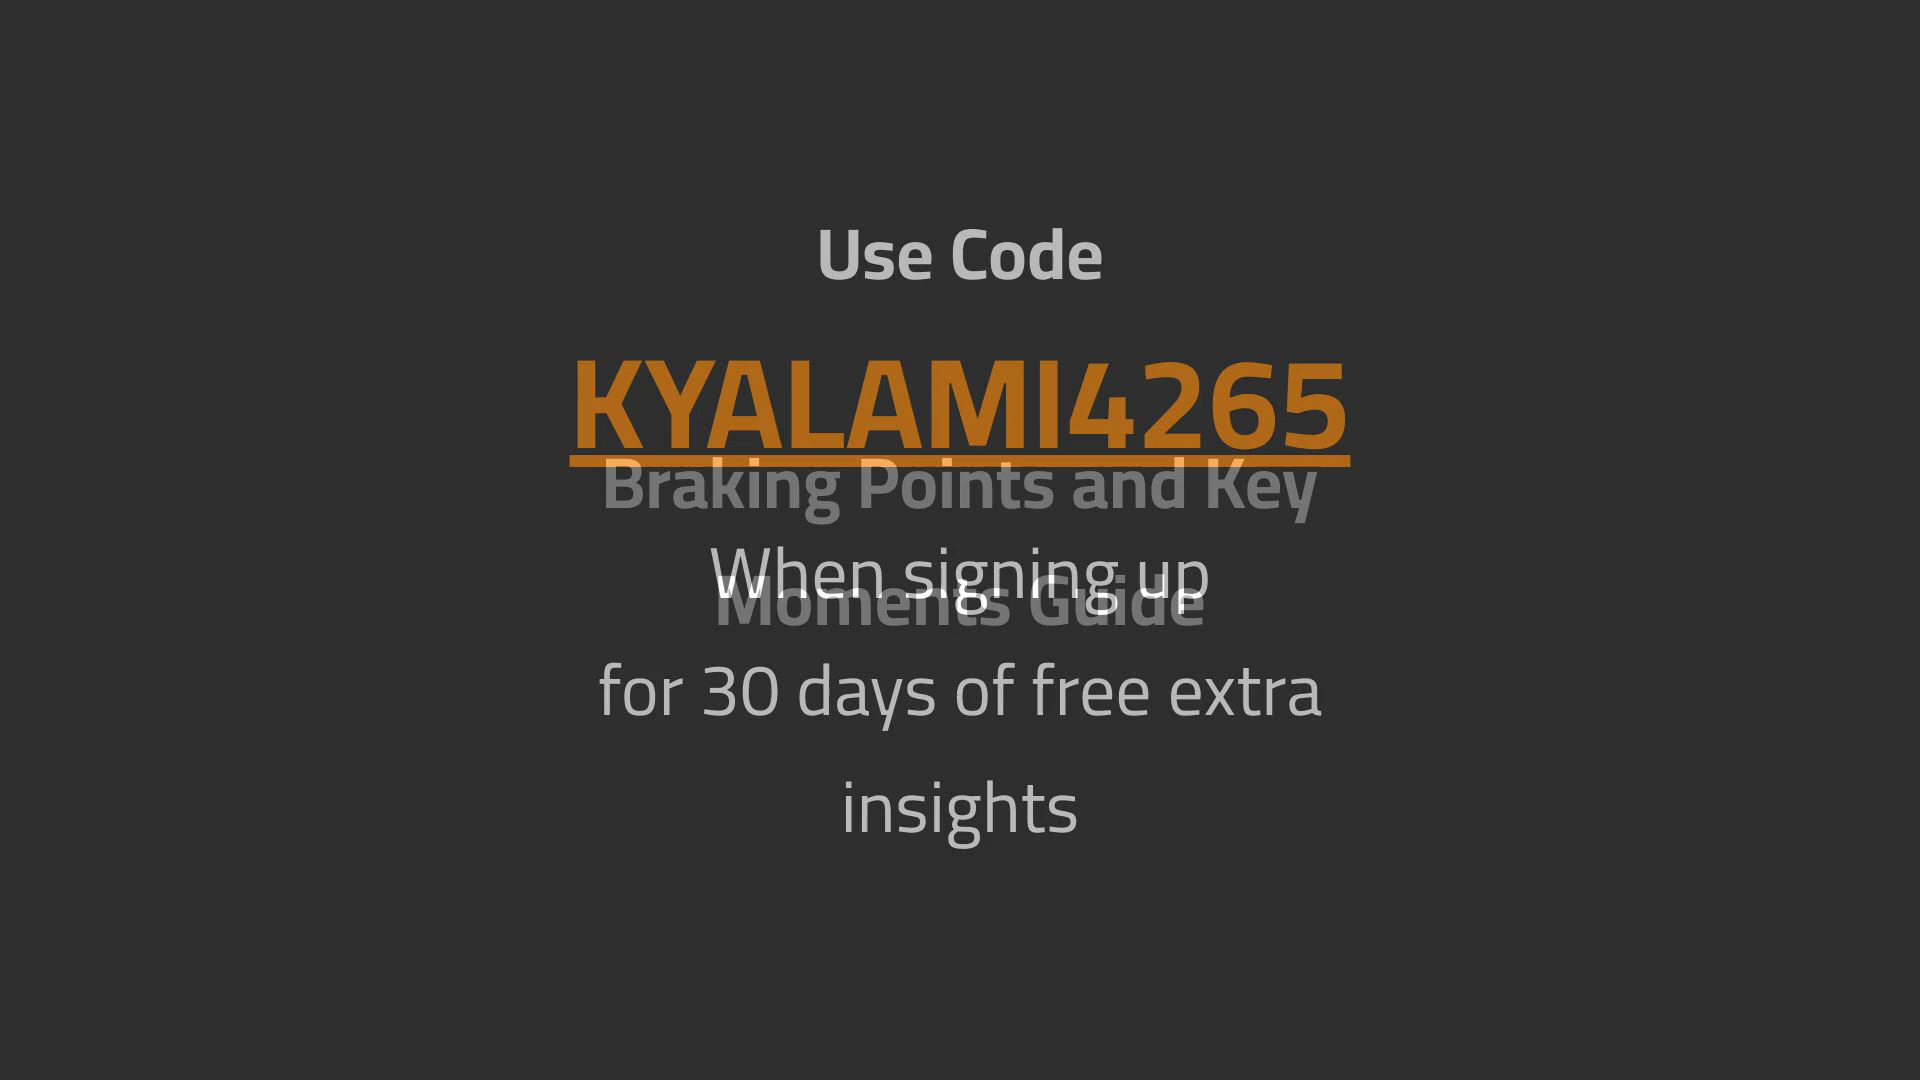 Use Code
KYALAMI4265
Braking Points and Key
When signing up
Moments Guide
for 30 days of free extra
insights